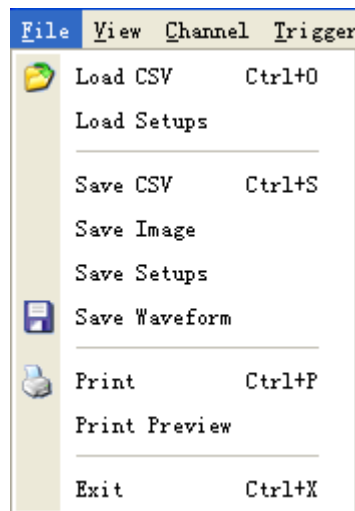 File View Channel Trigger
Load CSV Ctrl+O
Load Setups
Save CSV Ctrl+S
Save Image
Save Setups
Save Waveform
Print Ctrl+P
Print Preview
Exit Ctrl+X